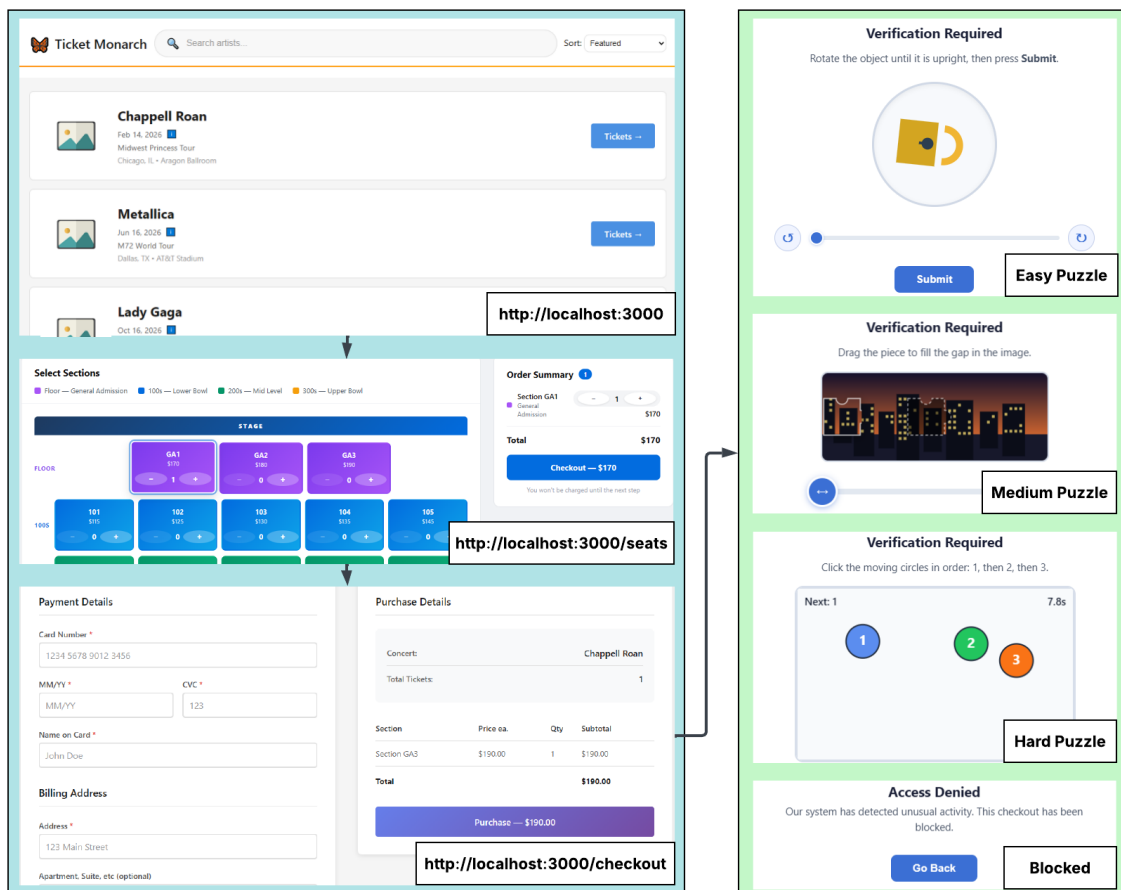 Ticket Monarch
Search artists...
Sort: Featured
Chappell Roan
Feb 14, 2026
Midwest Princess Tour
Chicago, IL • Aragon Ballroom
Tickets →
Metallica
Jun 16, 2026
M72 World Tour
Dallas, TX • AT&T Stadium
Tickets →
Lady Gaga
Oct 16, 2026
http://localhost:3000
Select Sections
Floor — General Admission 100s — Lower Bowl 200s — Mid Level 300s — Upper Bowl
STAGE
FLOOR
GA1
$170
− 1 +
GA2
$180
− 0 +
GA3
$190
− 0 +
100S
101
$115
− 0 +
102
$125
− 0 +
103
$130
− 0 +
104
$135
− 0 +
105
$145
− 0 +
Order Summary 1
Section GA1
General
Admission
− 1 +
$170
Total $170
Checkout — $170
You won't be charged until the next step
http://localhost:3000/seats
Payment Details
Card Number *
1234 5678 9012 3456
MM/YY * CVC *
MM/YY 123
Name on Card *
John Doe
Billing Address
Address *
123 Main Street
Apartment, Suite, etc (optional)
Purchase Details
Concert: Chappell Roan
Total Tickets: 1
Section Price ea. Qty Subtotal
Section GA3 $190.00 1 $190.00
Total $190.00
Purchase — $190.00
http://localhost:3000/checkout
Verification Required
Rotate the object until it is upright, then press Submit.
Submit
Easy Puzzle
Verification Required
Drag the piece to fill the gap in the image.
Medium Puzzle
Verification Required
Click the moving circles in order: 1, then 2, then 3.
Next: 1 7.8s
1
2
3
Hard Puzzle
Access Denied
Our system has detected unusual activity. This checkout has been
blocked.
Go Back
Blocked